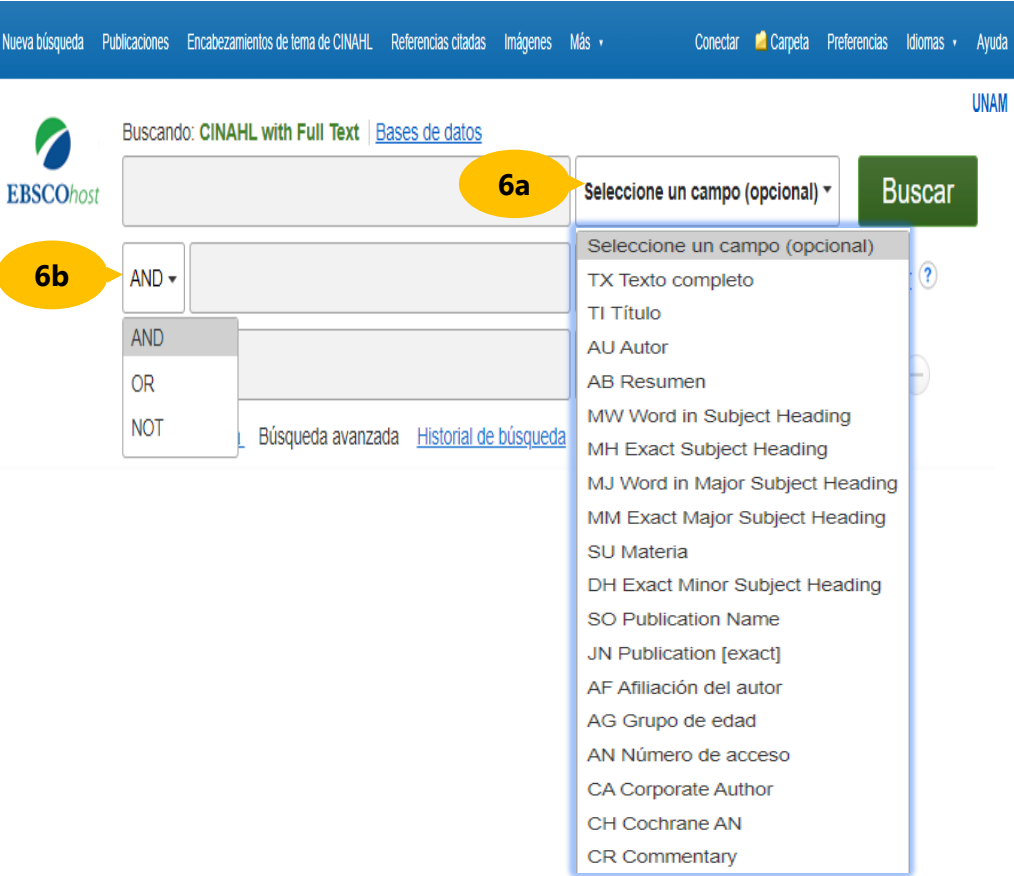 Nueva búsqueda Publicaciones Encabezamientos de tema de CINAHL Referencias citadas Imágenes Más Conectar Carpeta Preferencias Idiomas Ayuda
UNAM
Buscando: CINAHL with Full Text | Bases de datos
EBSCOhost
6a
Seleccione un campo (opcional)
Buscar
6b
AND
AND
OR
NOT
Búsqueda avanzada Historial de búsqueda
Seleccione un campo (opcional)
TX Texto completo
TI Título
AU Autor
AB Resumen
MW Word in Subject Heading
MH Exact Subject Heading
MJ Word in Major Subject Heading
MM Exact Major Subject Heading
SU Materia
DH Exact Minor Subject Heading
SO Publication Name
JN Publication [exact]
AF Afiliación del autor
AG Grupo de edad
AN Número de acceso
CA Corporate Author
CH Cochrane AN
CR Commentary
?